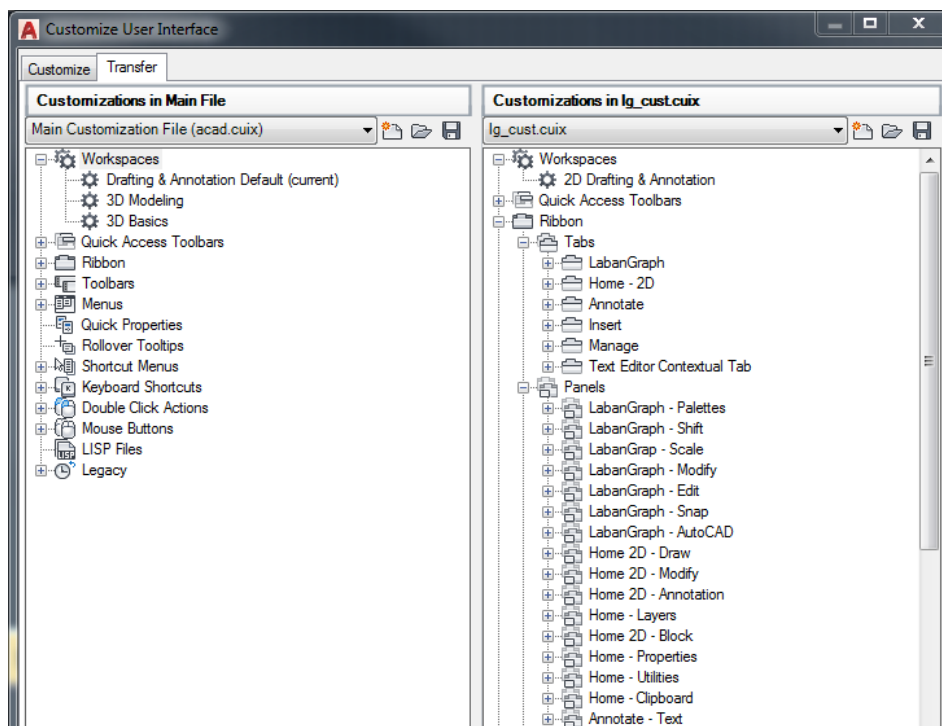 Customize User Interface
Customize Transfer
Customizations in Main File
Main Customization File (acad.cuix)
Workspaces
Drafting & Annotation Default (current)
3D Modeling
3D Basics
Quick Access Toolbars
Ribbon
Toolbars
Menus
Quick Properties
Rollover Tooltips
Shortcut Menus
Keyboard Shortcuts
Double Click Actions
Mouse Buttons
LISP Files
Legacy
Customizations in lg_cust.cuix
lg_cust.cuix
Workspaces
2D Drafting & Annotation
Quick Access Toolbars
Ribbon
Tabs
LabanGraph
Home - 2D
Annotate
Insert
Manage
Text Editor Contextual Tab
Panels
LabanGraph - Palettes
LabanGraph - Shift
LabanGrap - Scale
LabanGraph - Modify
LabanGraph - Edit
LabanGraph - Snap
LabanGraph - AutoCAD
Home 2D - Draw
Home 2D - Modify
Home 2D - Annotation
Home - Layers
Home 2D - Block
Home - Properties
Home - Utilities
Home - Clipboard
Annotate - Text